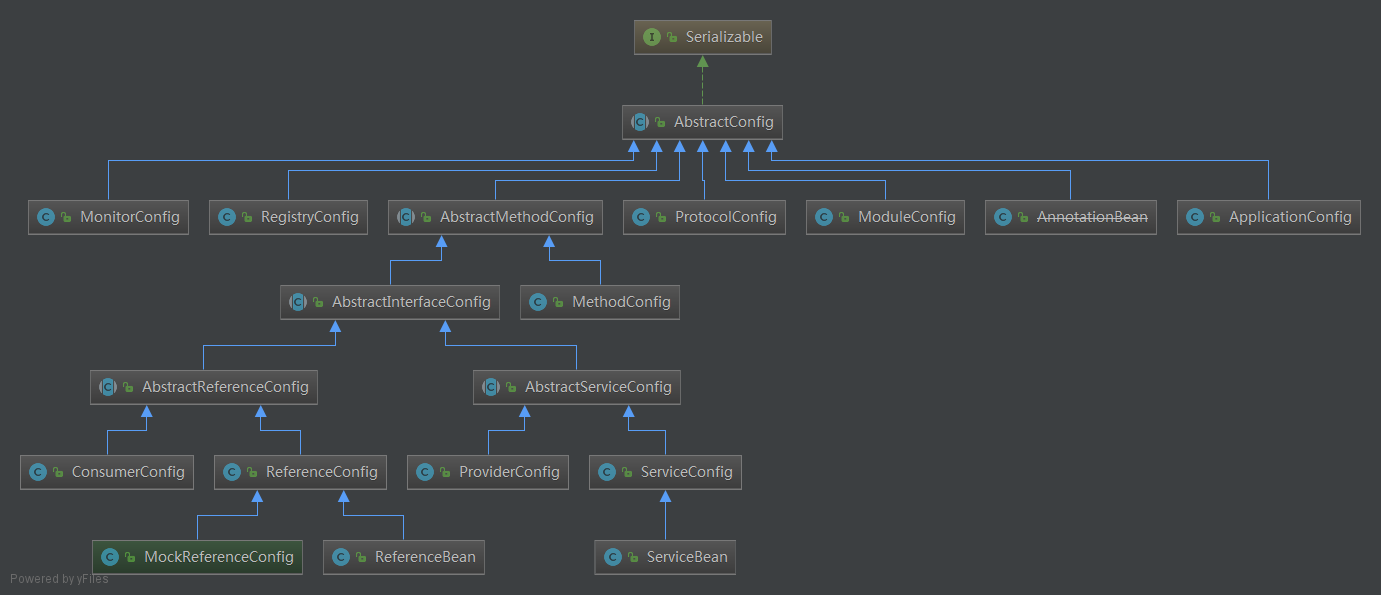 I Serializable
C AbstractConfig
C MonitorConfig
C RegistryConfig
C AbstractMethodConfig
C ProtocolConfig
C ModuleConfig
C AnnotationBean
C ApplicationConfig
C AbstractInterfaceConfig
C MethodConfig
C AbstractReferenceConfig
C AbstractServiceConfig
C ConsumerConfig
C ReferenceConfig
C ProviderConfig
C ServiceConfig
C MockReferenceConfig
C ReferenceBean
C ServiceBean
Powered by yFiles